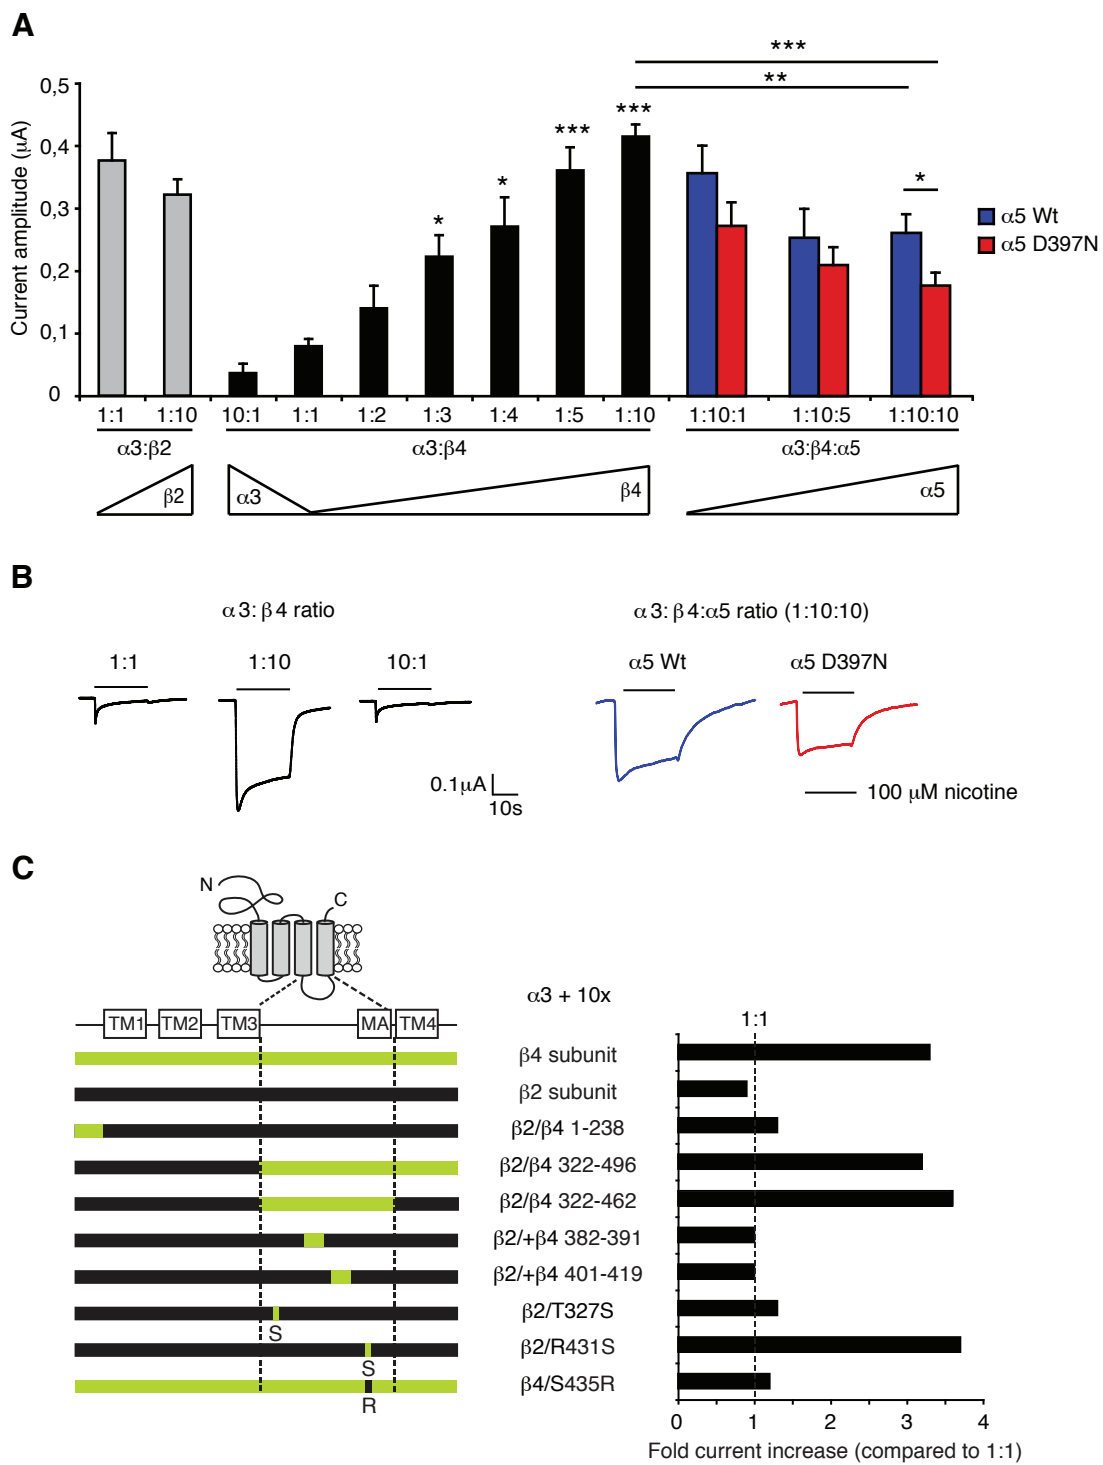 A
***
**
0,5
0,4
0,3
0,2
0,1
0
Current amplitude (µA)
* * *** *** *
α5 Wt
α5 D397N
1:1 1:10 10:1 1:1 1:2 1:3 1:4 1:5 1:10 1:10:1 1:10:5 1:10:10
α3:β2 α3:β4 α3:β4:α5
β2 α3 β4 α5
B
α3:β4 ratio α3:β4:α5 ratio (1:10:10)
1:1 1:10 10:1 α5 Wt α5 D397N
0.1µA
10s
100 µM nicotine
C
N
C
α3 + 10x
TM1 TM2 TM3 MA TM4 1:1
β4 subunit
β2 subunit
β2/β4 1-238
β2/β4 322-496
β2/β4 322-462
β2/+β4 382-391
β2/+β4 401-419
β2/T327S
S
β2/R431S
S
β4/S435R
R
0 1 2 3 4
Fold current increase (compared to 1:1)